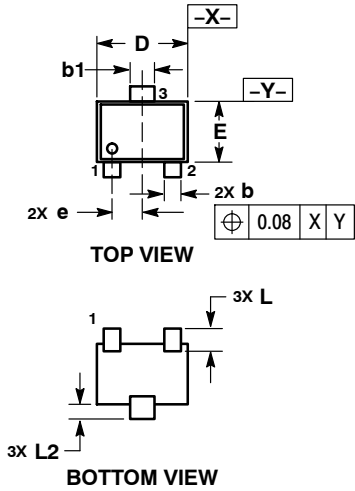 –X–
D
b1
3
–Y–
E
1
2
2X b
2X e
⌖ 0.08 X Y
TOP VIEW
3X L
1
3X L2
BOTTOM VIEW